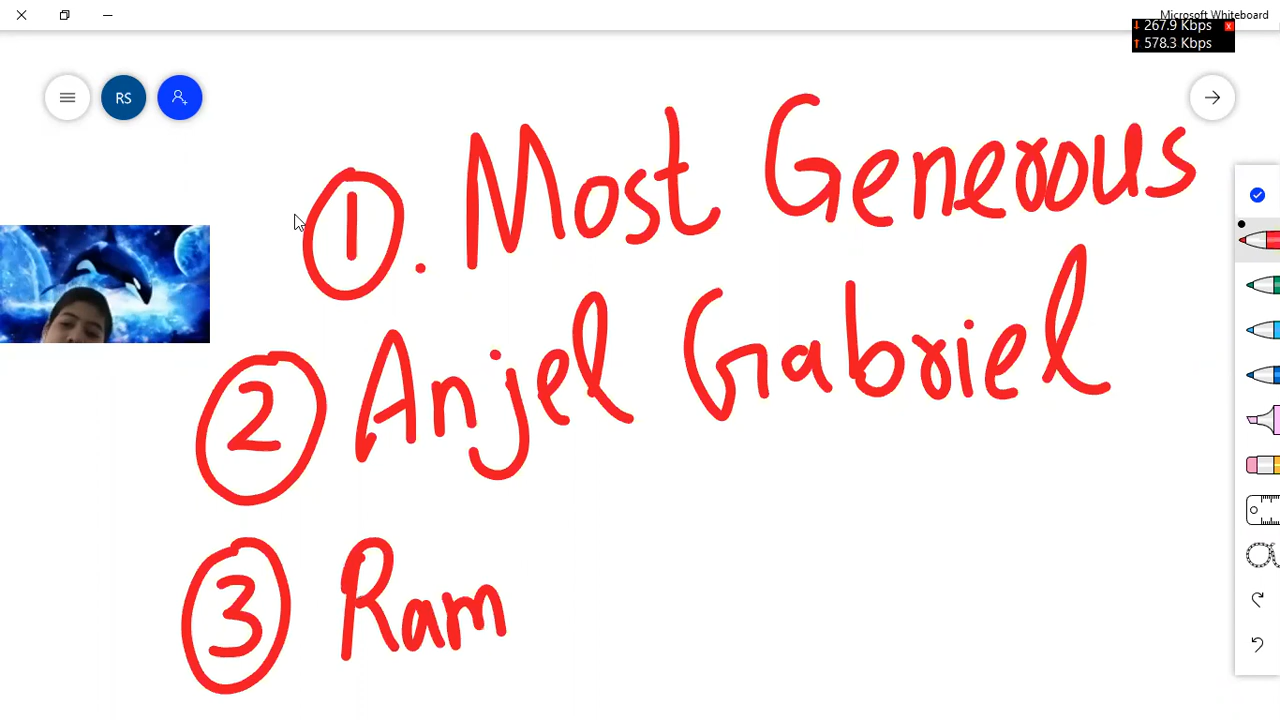 Microsoft Whiteboard
↓ 267.9 Kbps x
↑ 578.3 Kbps
RS
1. Most Generous
2 Anjel Gabriel
3 Ram